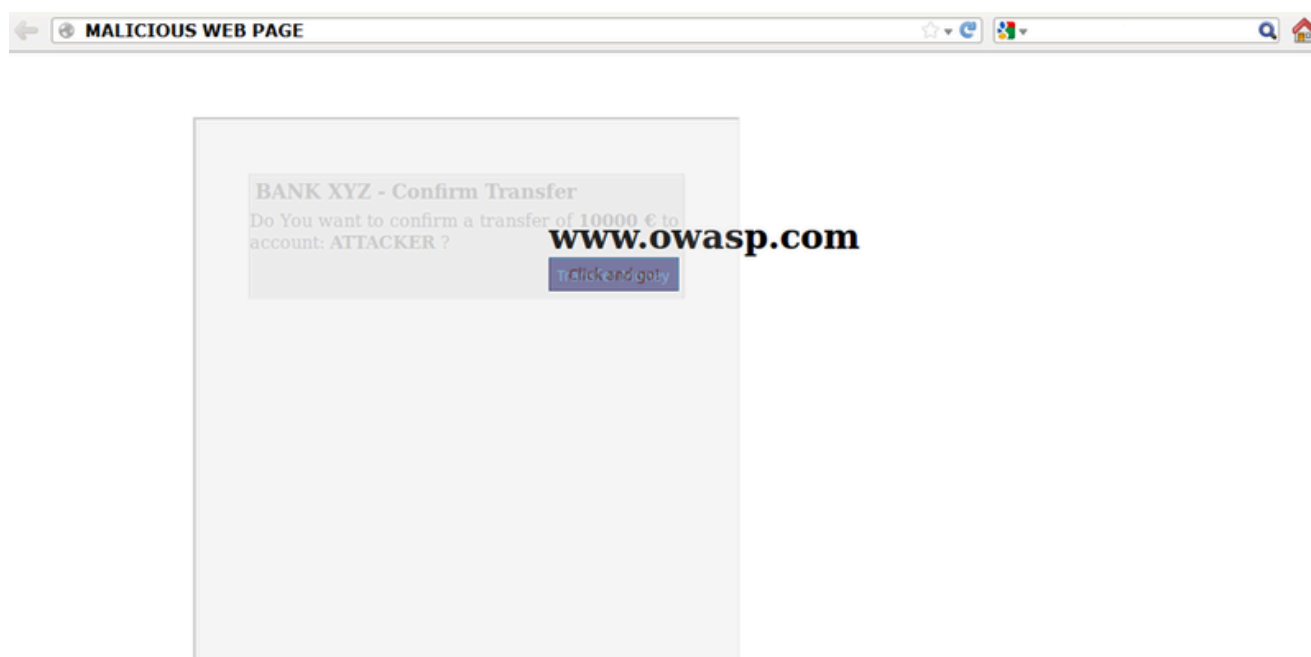 MALICIOUS WEB PAGE
BANK XYZ - Confirm Transfer
Do You want to confirm a transfer of 10000 € to
account: ATTACKER ?
www.owasp.com
Click and go!